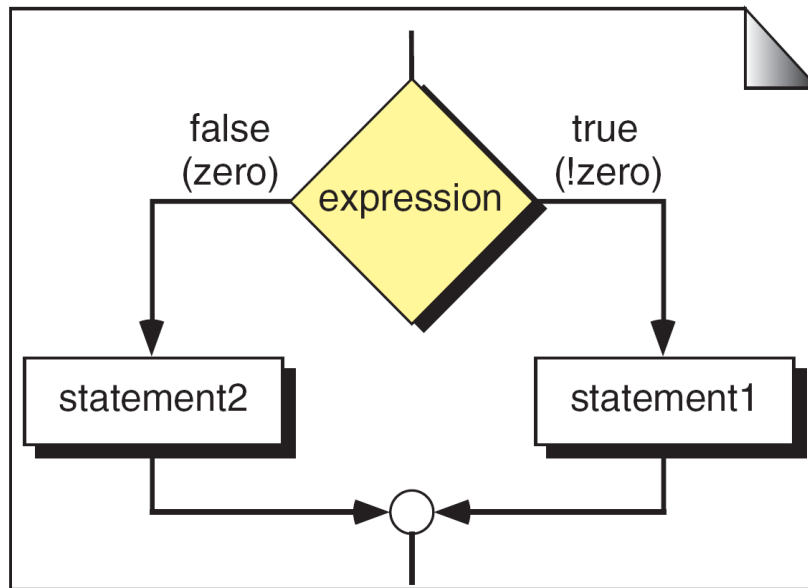 false
(zero)
true
(!zero)
expression
statement2
statement1